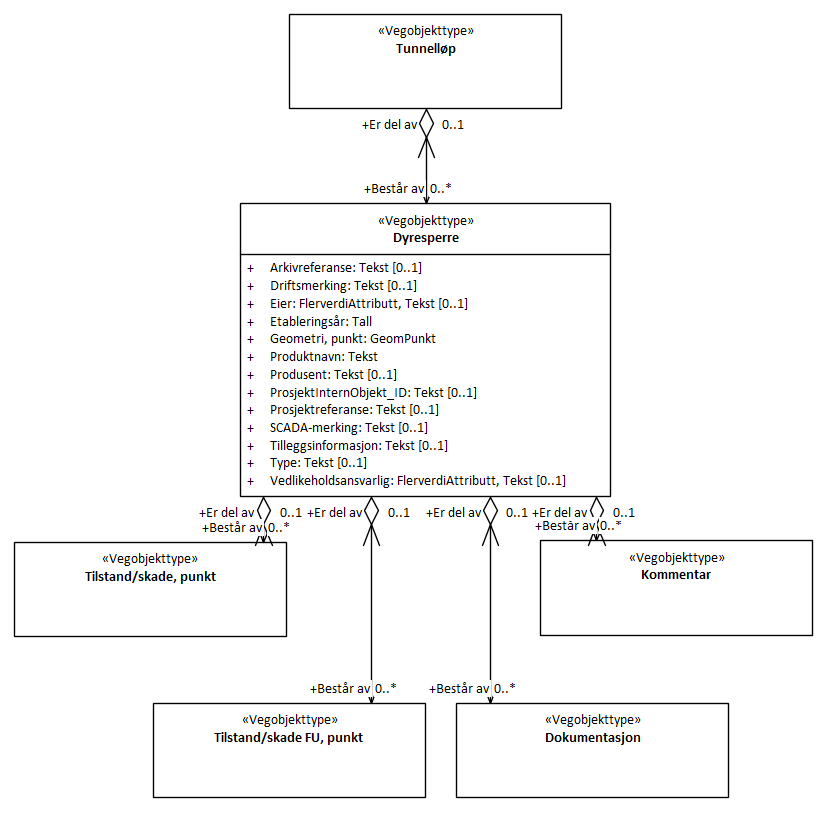 «Vegobjekttype»
Tunnelløp
+Er del av 0..1
+Består av 0..*
«Vegobjekttype»
Dyresperre
+ Arkivreferanse: Tekst [0..1]
+ Driftsmerking: Tekst [0..1]
+ Eier: FlerverdiAttributt, Tekst [0..1]
+ Etableringsår: Tall
+ Geometri, punkt: GeomPunkt
+ Produktnavn: Tekst
+ Produsent: Tekst [0..1]
+ ProsjektInternObjekt_ID: Tekst [0..1]
+ Prosjektreferanse: Tekst [0..1]
+ SCADA-merking: Tekst [0..1]
+ Tilleggsinformasjon: Tekst [0..1]
+ Type: Tekst [0..1]
+ Vedlikeholdsansvarlig: FlerverdiAttributt, Tekst [0..1]
+Er del av 0..1 +Er del av 0..1 +Er del av 0..1 +Er del av 0..1
+Består av 0..* +Består av 0..*
«Vegobjekttype»
Tilstand/skade, punkt
«Vegobjekttype»
Kommentar
+Består av 0..* +Består av 0..*
«Vegobjekttype»
Tilstand/skade FU, punkt
«Vegobjekttype»
Dokumentasjon